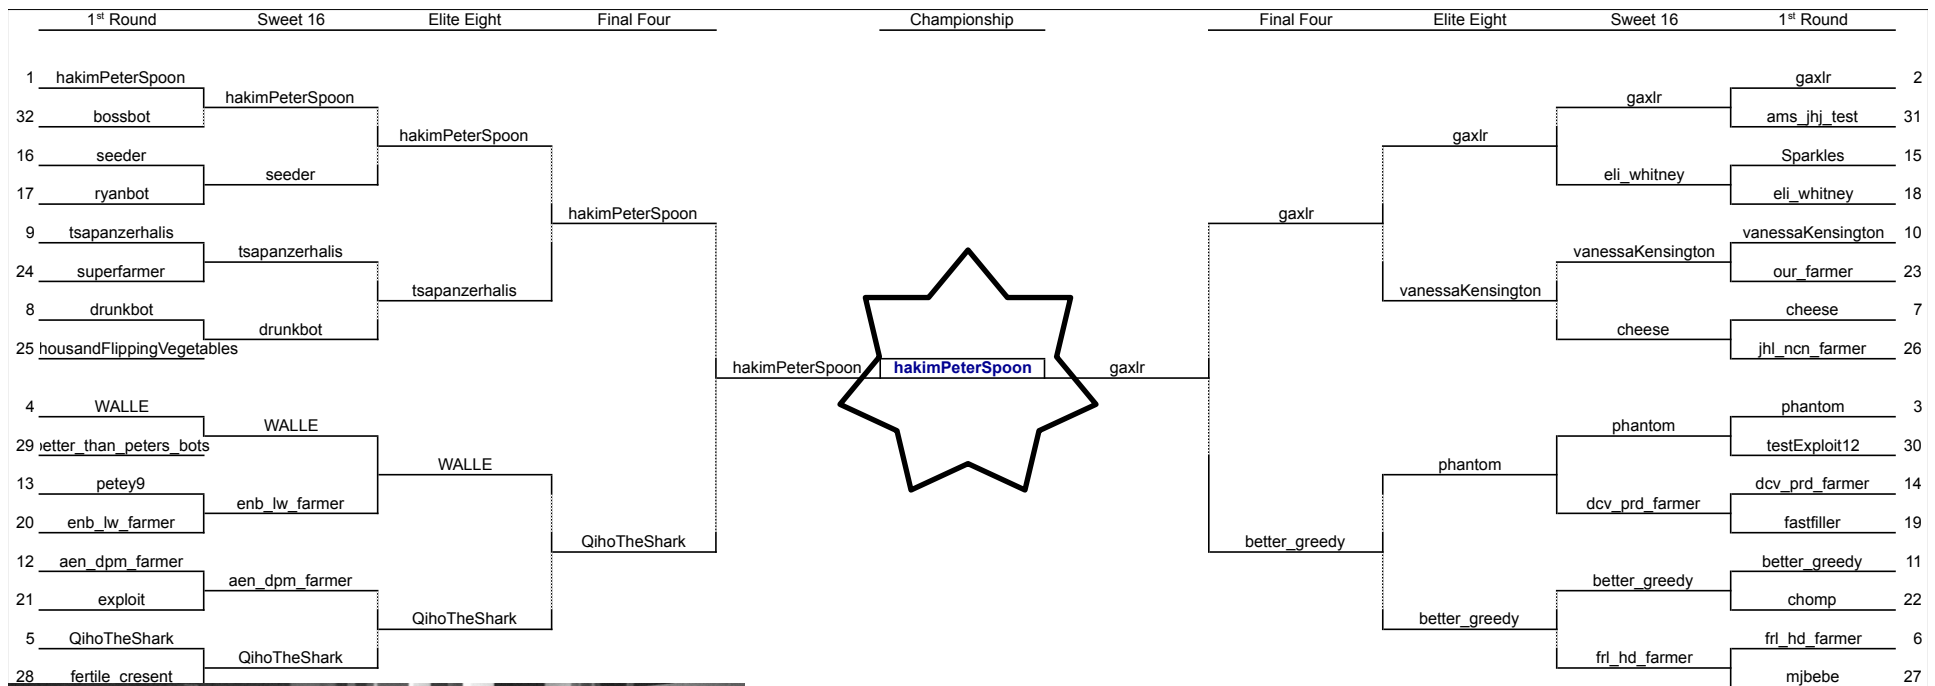 1st Round Sweet 16 Elite Eight Final Four Championship Final Four Elite Eight Sweet 16 1st Round
1 hakimPeterSpoon gaxlr 2
hakimPeterSpoon gaxlr
32 bossbot ams_jhj_test 31
hakimPeterSpoon gaxlr
16 seeder Sparkles 15
seeder eli_whitney
17 ryanbot eli_whitney 18
hakimPeterSpoon gaxlr
9 tsapanzerhalis vanessaKensington 10
tsapanzerhalis vanessaKensington
24 superfarmer our_farmer 23
tsapanzerhalis vanessaKensington
8 drunkbot cheese 7
drunkbot cheese
25 housandFlippingVegetables jhl_ncn_farmer 26
hakimPeterSpoon hakimPeterSpoon gaxlr
4 WALLE phantom 3
WALLE phantom
29 etter_than_peters_bots testExploit12 30
WALLE phantom
13 petey9 dcv_prd_farmer 14
enb_lw_farmer dcv_prd_farmer
20 enb_lw_farmer fastfiller 19
QihoTheShark better_greedy
12 aen_dpm_farmer better_greedy 11
aen_dpm_farmer better_greedy
21 exploit chomp 22
QihoTheShark better_greedy
5 QihoTheShark frl_hd_farmer 6
QihoTheShark frl_hd_farmer
28 fertile_cresent mjbebe 27